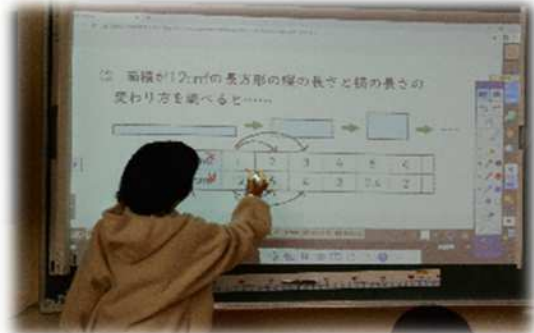 面積が12cm²の長方形の縦の長さと横の長さの
変わり方を調べると……
1 2 3 4 5 6
4 3 2.4 2